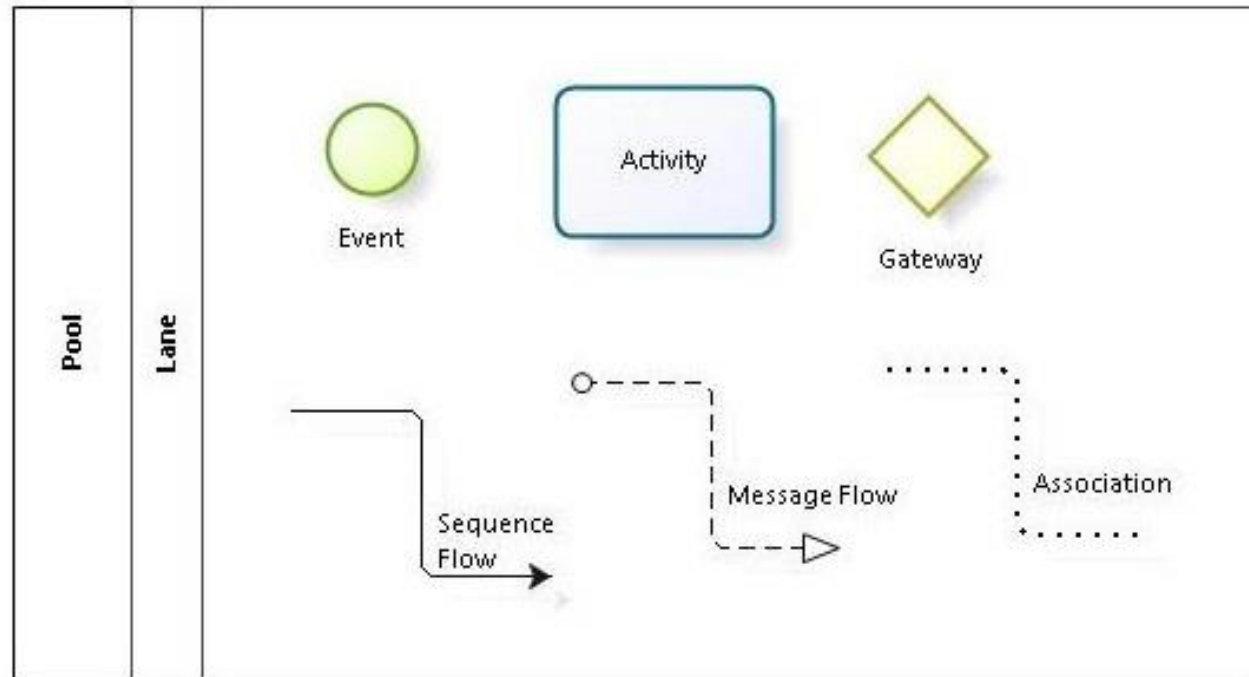 Pool
Lane
Event
Activity
Gateway
Sequence
Flow
Message Flow
Association